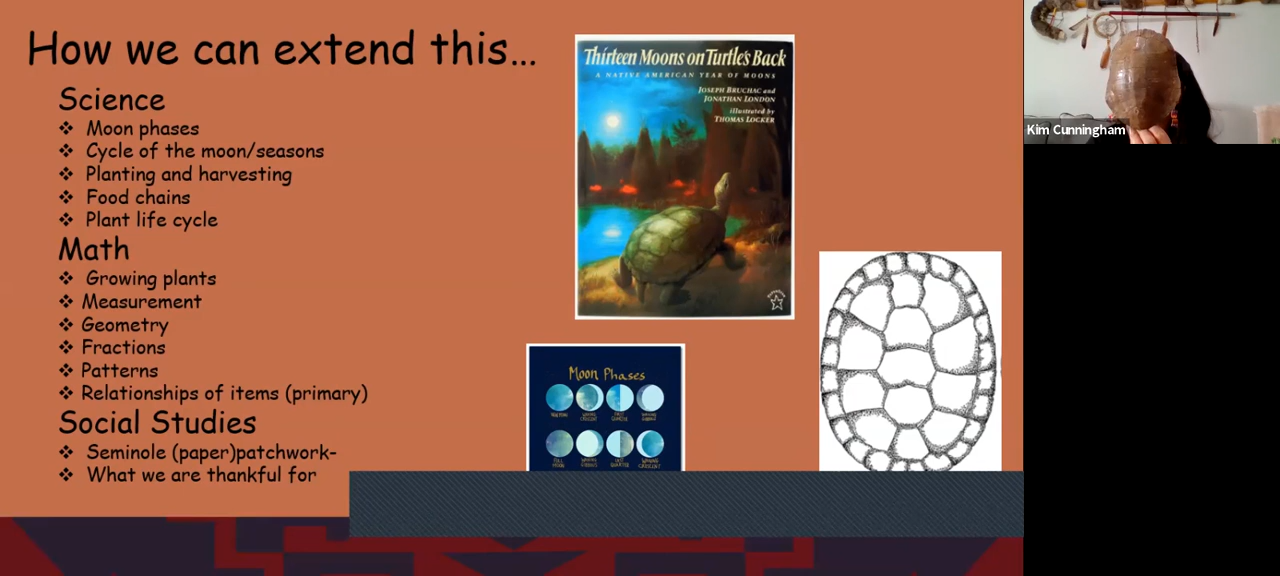 How we can extend this...
Science
❖ Moon phases
❖ Cycle of the moon/seasons
❖ Planting and harvesting
❖ Food chains
❖ Plant life cycle
Math
❖ Growing plants
❖ Measurement
❖ Geometry
❖ Fractions
❖ Patterns
❖ Relationships of items (primary)
Social Studies
❖ Seminole (paper)patchwork-
❖ What we are thankful for
Thirteen Moons on Turtle's Back
A NATIVE AMERICAN YEAR OF MOONS
JOSEPH BRUCHAC and
JONATHAN LONDON
illustrated by
THOMAS LOCKER
Moon Phases
Kim Cunningham